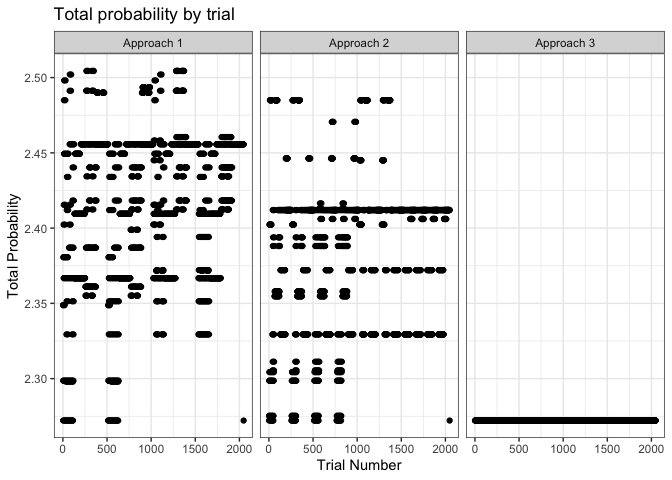 Total probability by trial
Approach 1
Approach 2
Approach 3
Total Probability
2.50
2.45
2.40
2.35
2.30
0 500 1000 1500 2000
0 500 1000 1500 2000
0 500 1000 1500 2000
Trial Number